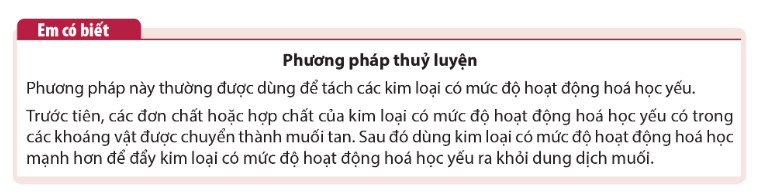 Em có biết
Phương pháp thuỷ luyện
Phương pháp này thường được dùng để tách các kim loại có mức độ hoạt động hoá học yếu.
Trước tiên, các đơn chất hoặc hợp chất của kim loại có mức độ hoạt động hoá học yếu có trong
các khoáng vật được chuyển thành muối tan. Sau đó dùng kim loại có mức độ hoạt động hoá học
mạnh hơn để đẩy kim loại có mức độ hoạt động hoá học yếu ra khỏi dung dịch muối.